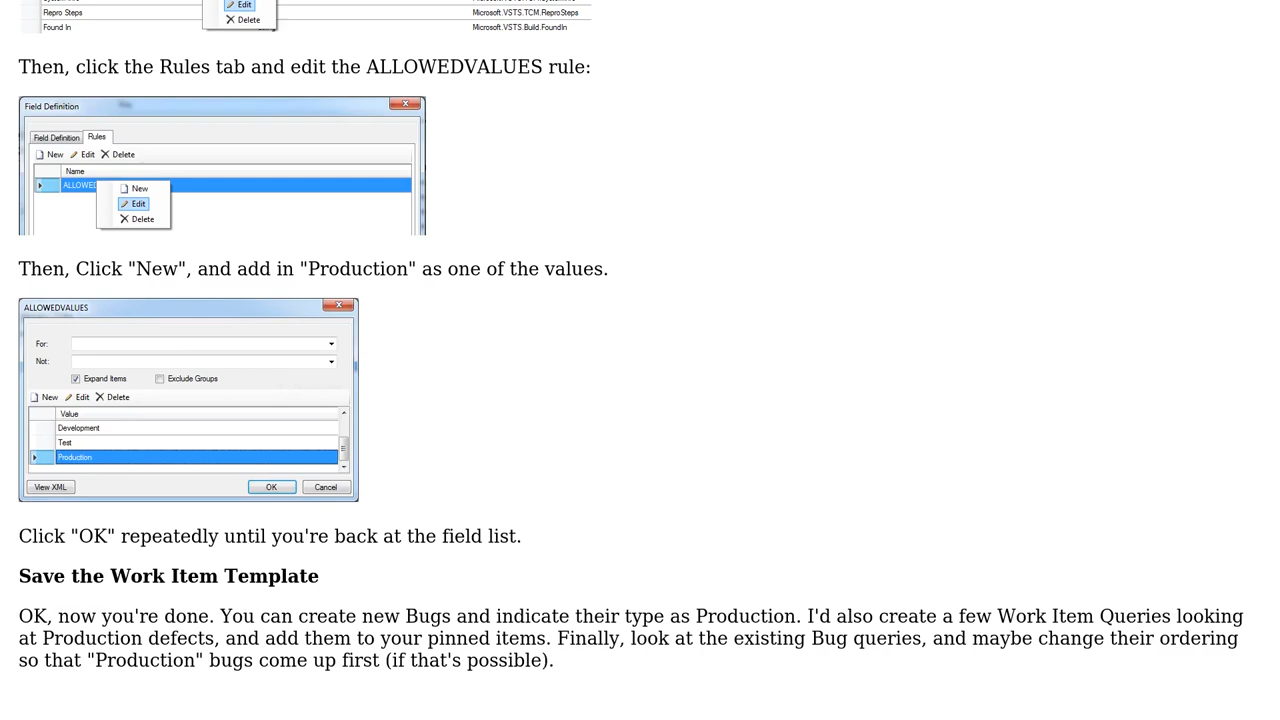 Edit
Microsoft.VSTS.TCM.ReproSteps
Repro Steps
Delete
Found In
Microsoft.VSTS.Build.FoundIn
Then, click the Rules tab and edit the ALLOWEDVALUES rule:
Field Definition
Field Definition Rules
New Edit Delete
Name
ALLOWED
New
Edit
Delete
Then, Click "New", and add in "Production" as one of the values.
ALLOWEDVALUES
For:
Not:
Expand Items Exclude Groups
New Edit Delete
Value
Development
Test
Production
View XML OK Cancel
Click "OK" repeatedly until you're back at the field list.
Save the Work Item Template
OK, now you're done. You can create new Bugs and indicate their type as Production. I'd also create a few Work Item Queries looking
at Production defects, and add them to your pinned items. Finally, look at the existing Bug queries, and maybe change their ordering
so that "Production" bugs come up first (if that's possible).